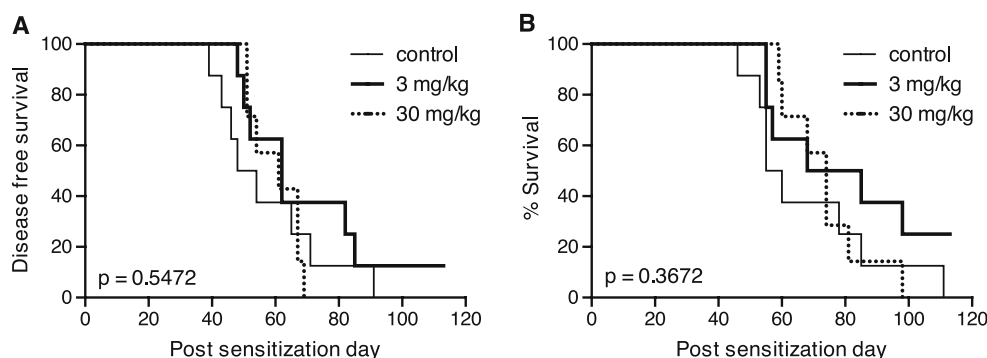 A
Disease free survival
100
80
60
40
20
0
control
3 mg/kg
30 mg/kg
p = 0.5472
0 20 40 60 80 100 120
Post sensitization day
B
% Survival
100
80
60
40
20
0
control
3 mg/kg
30 mg/kg
p = 0.3672
0 20 40 60 80 100 120
Post sensitization day